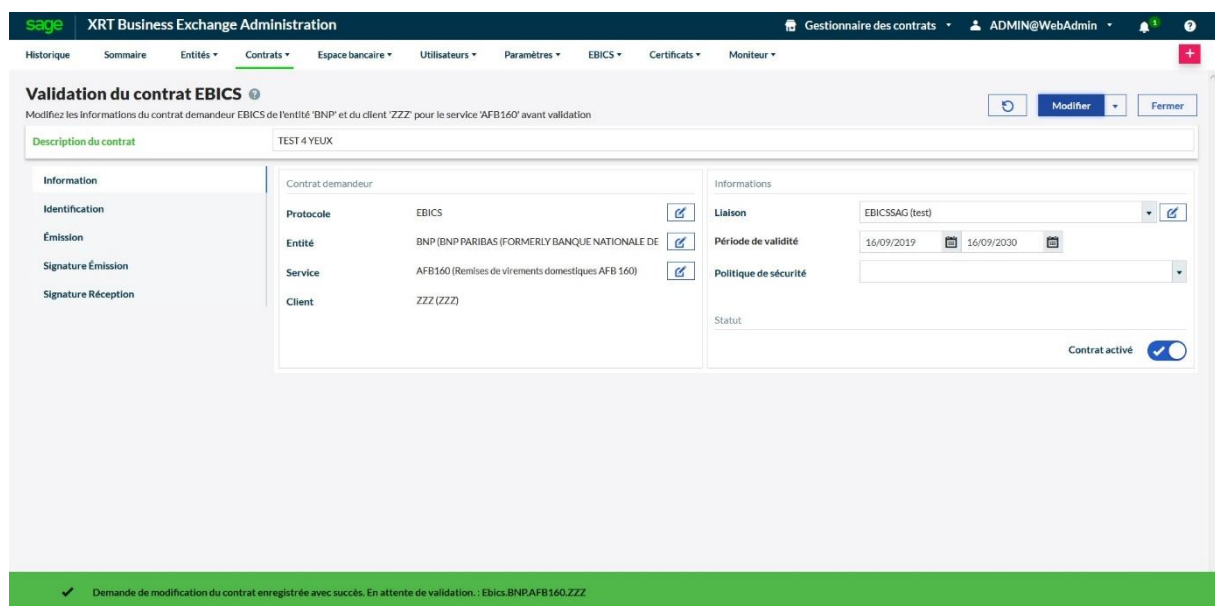 sage XRT Business Exchange Administration Gestionnaire des contrats ADMIN@WebAdmin 1 ?
Historique Sommaire Entités Contrats Espace bancaire Utilisateurs Paramètres EBICS Certificats Moniteur +
Validation du contrat EBICS ?
Modifiez les informations du contrat demandeur EBICS de l'entité 'BNP' et du client 'ZZZ' pour le service 'AFB160' avant validation
Modifier Fermer
Description du contrat TEST 4 YEUX
Information
Identification
Émission
Signature Émission
Signature Réception
Contrat demandeur
Protocole EBICS
Entité BNP (BNP PARIBAS (FORMERLY BANQUE NATIONALE DE
Service AFB160 (Remises de virements domestiques AFB 160)
Client ZZZ (ZZZ)
Informations
Liaison EBICSSAG (test)
Période de validité 16/09/2019 16/09/2030
Politique de sécurité
Statut
Contrat activé
Demande de modification du contrat enregistrée avec succès. En attente de validation. : Ebics.BNP.AFB160.ZZZ